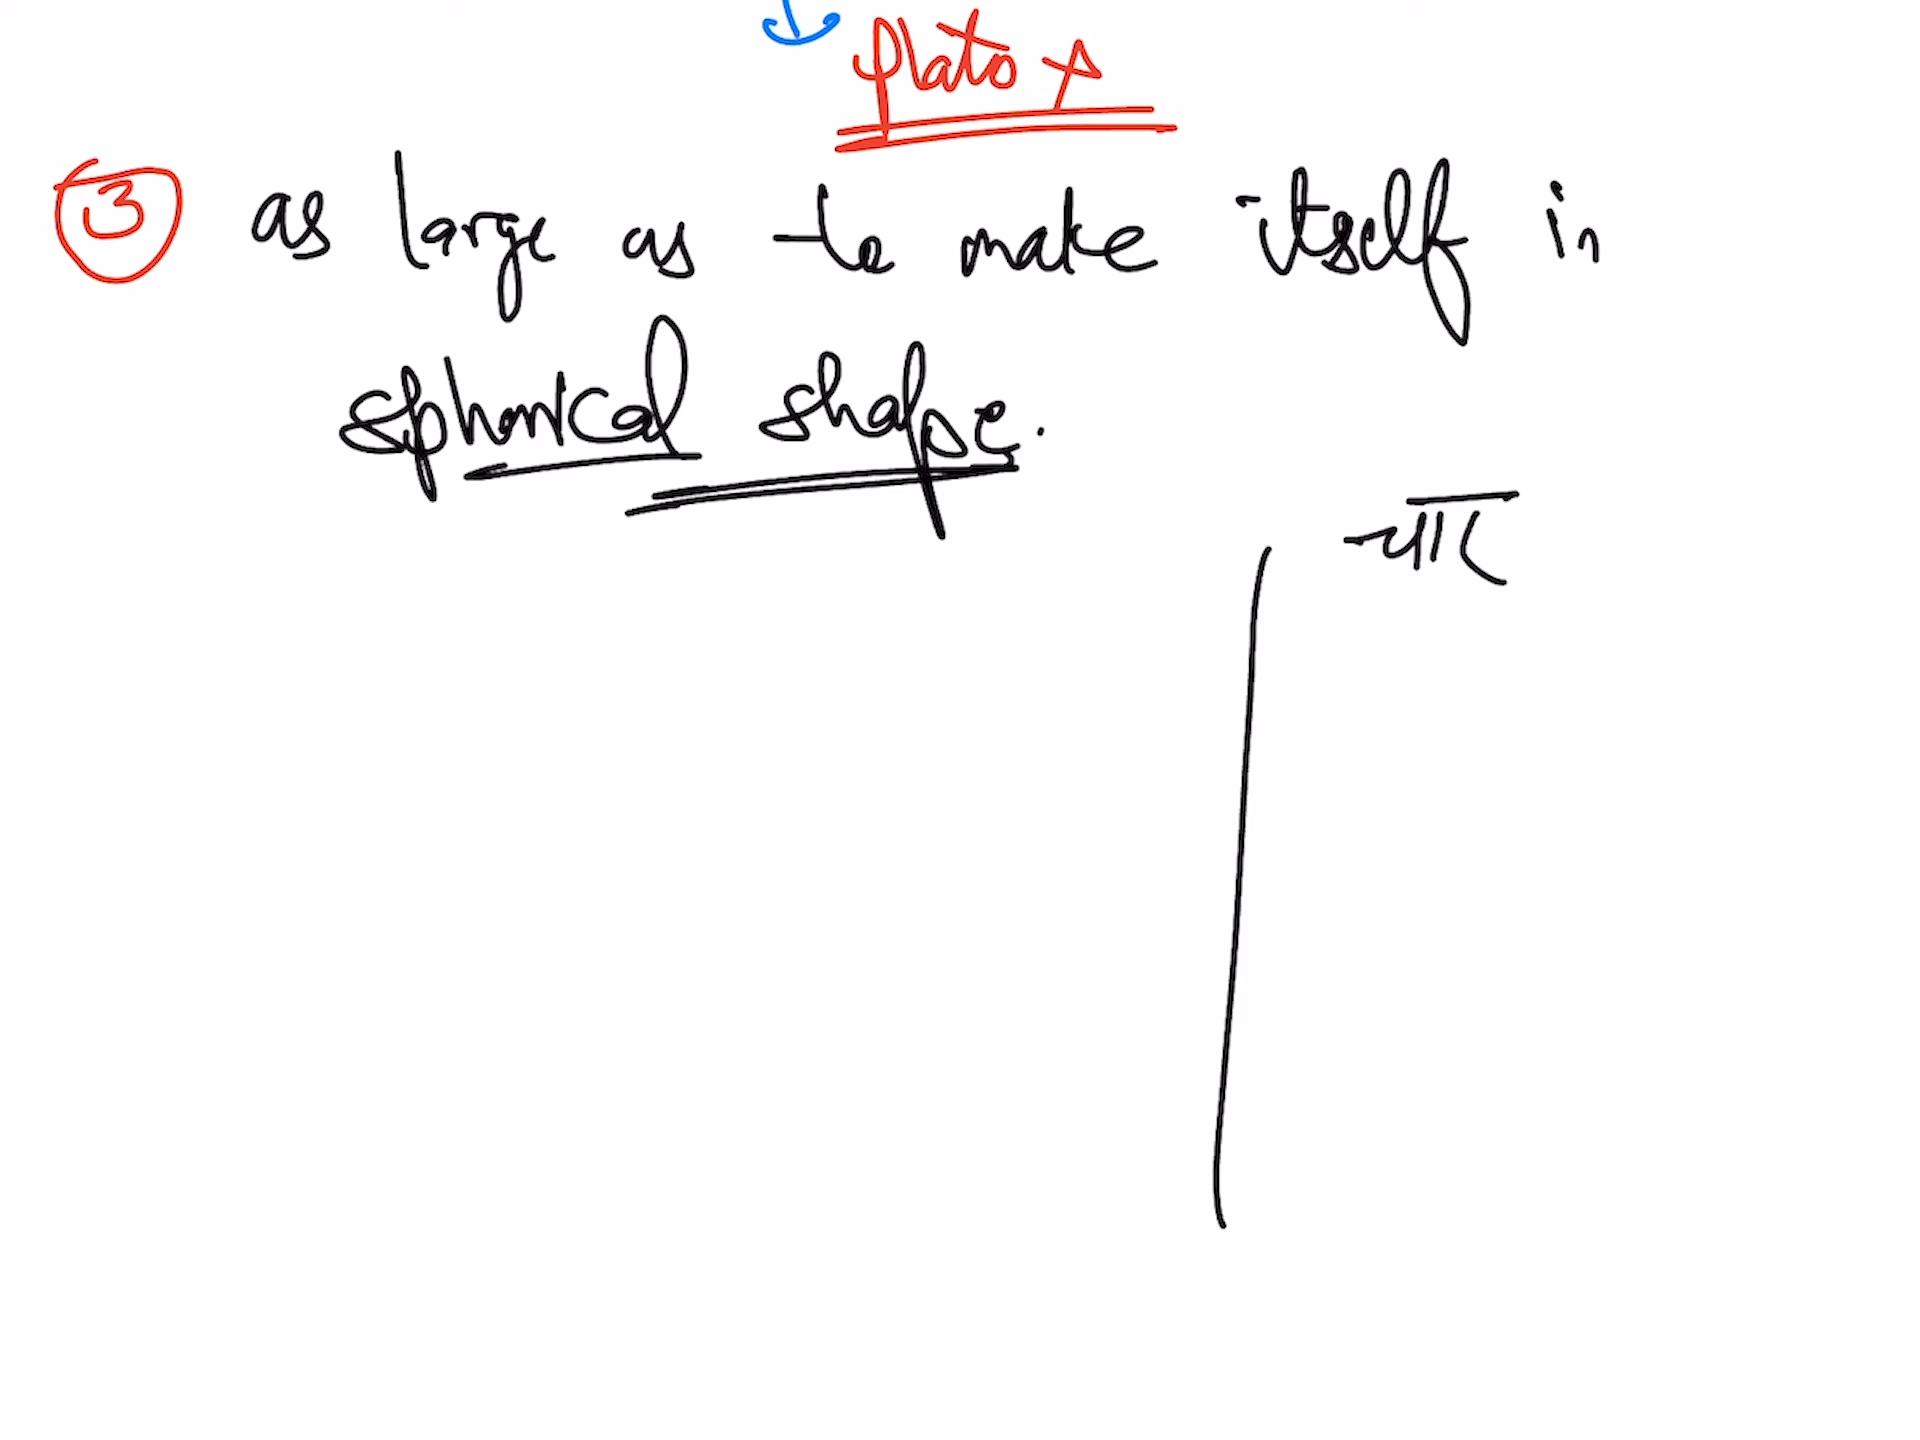 plato x
3 as large as to make itself in
spherical shape.
चार